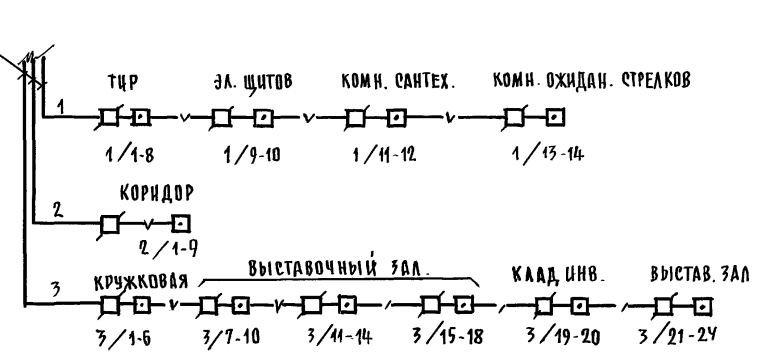 ТИР ЭЛ. ЩИТОВ КОМН. САНТЕХ. КОМН. ОЖИДАН. СТРЕЛКОВ
1
1/1-8 1/9-10 1/11-12 1/13-14
КОРИДОР
2
2/1-9
КРУЖКОВАЯ ВЫСТАВОЧНЫЙ ЗАЛ. КЛАД. ИНВ. ВЫСТАВ. ЗАЛ
3
3/1-6 3/7-10 3/11-14 3/15-18 3/19-20 3/21-24